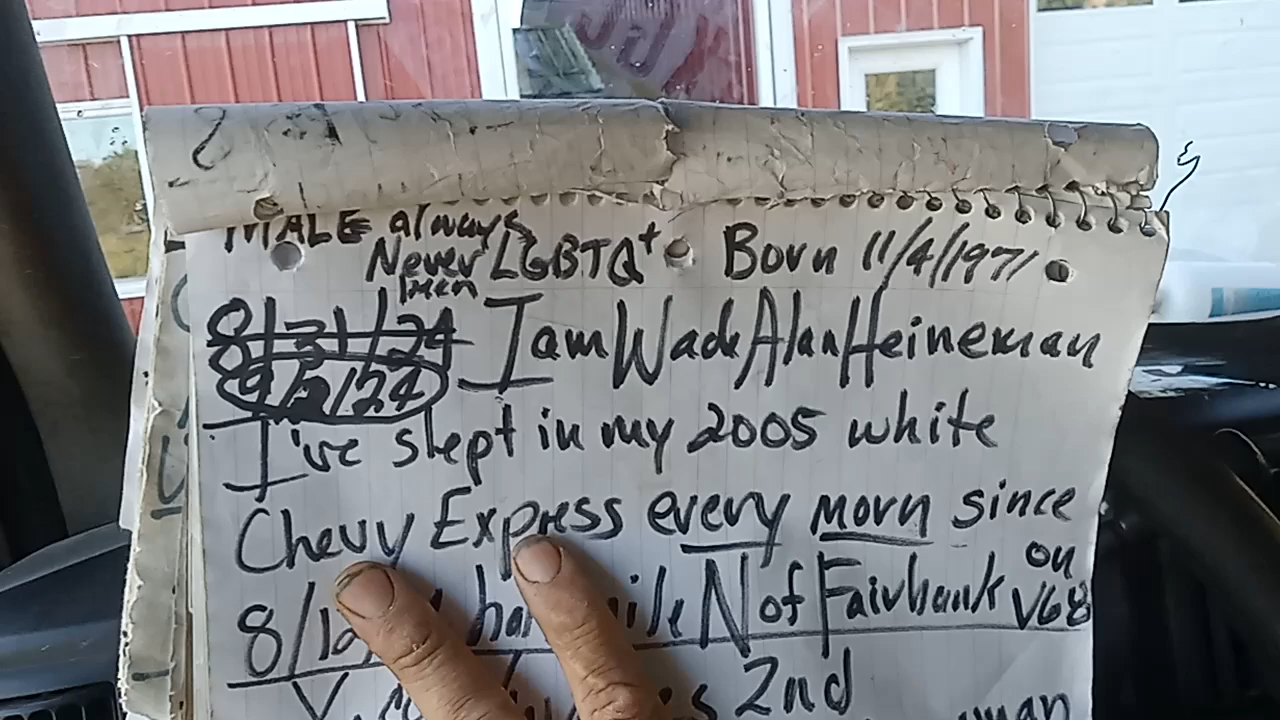 MALE always
Never been LGBTQ+ Born 11/4/1971
8/31/24 I am Wade Alan Heineman
9/2/24
I've slept in my 2005 white
Chevy Express every morn since
8/1 N of Fairbank on V68
2nd